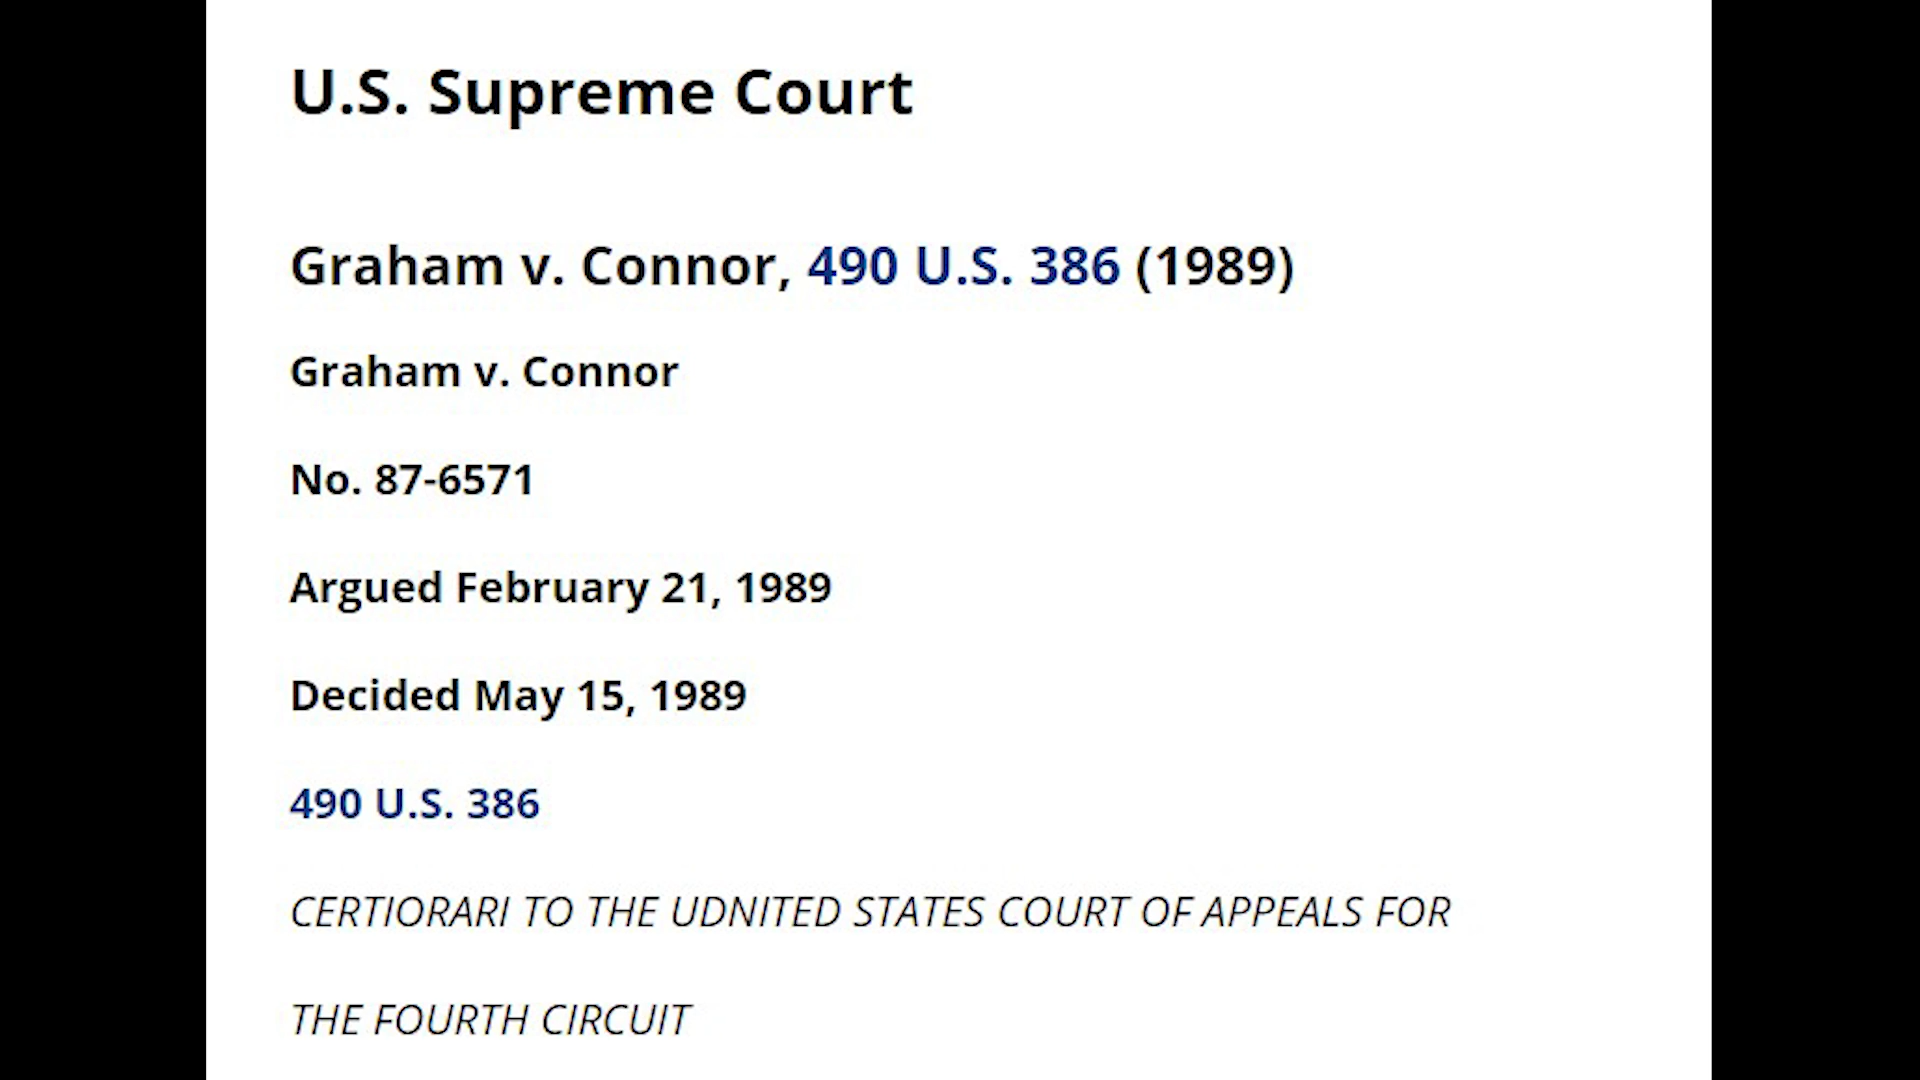 U.S. Supreme Court
Graham v. Connor, 490 U.S. 386 (1989)
Graham v. Connor
No. 87-6571
Argued February 21, 1989
Decided May 15, 1989
490 U.S. 386
CERTIORARI TO THE UDNITED STATES COURT OF APPEALS FOR
THE FOURTH CIRCUIT